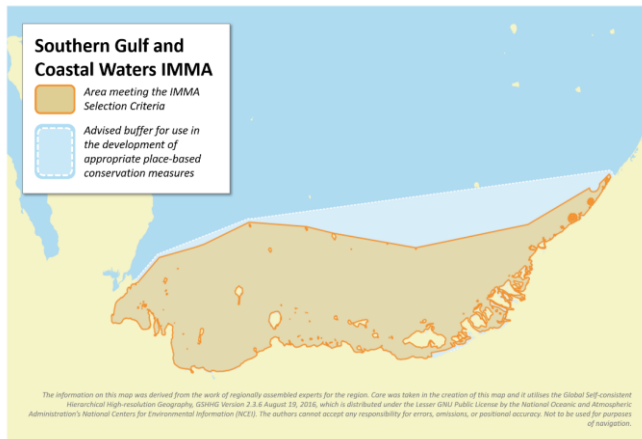 Southern Gulf and
Coastal Waters IMMA
Area meeting the IMMA
Selection Criteria
Advised buffer for use in
the development of
appropriate place-based
conservation measures
The information on this map was derived from the work of regionally assembled experts for the region. Care was taken in the creation of this map and it utilises the Global Self-consistent
Hierarchical High-resolution Geography, GSHHG Version 2.3.6 August 19, 2016, which is distributed under the Lesser GNU Public License by the National Oceanic and Atmospheric
Administration's National Centers for Environmental Information (NCEI). The authors cannot accept any responsibility for errors, omissions, or positional accuracy. Not to be used for purposes
of navigation.